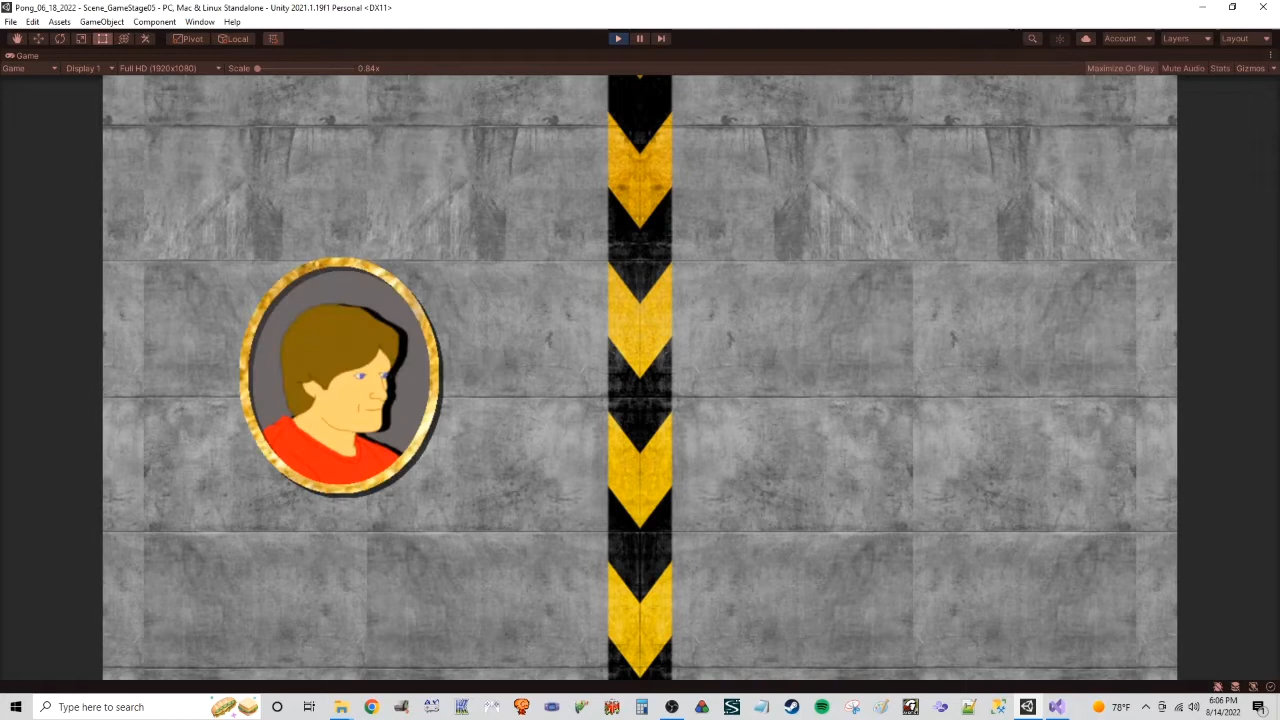 Pong_06_18_2022 - Scene_GameStage05 - PC, Mac & Linux Standalone - Unity 2021.1.19f1 Personal <DX11>
File Edit Assets GameObject Component Window Help
Pivot Local Account Layers Layout
Game
Game Display 1 Full HD (1920x1080) Scale 0.84x Maximize On Play Mute Audio Stats Gizmos
Type here to search 78°F 6:06 PM
8/14/2022